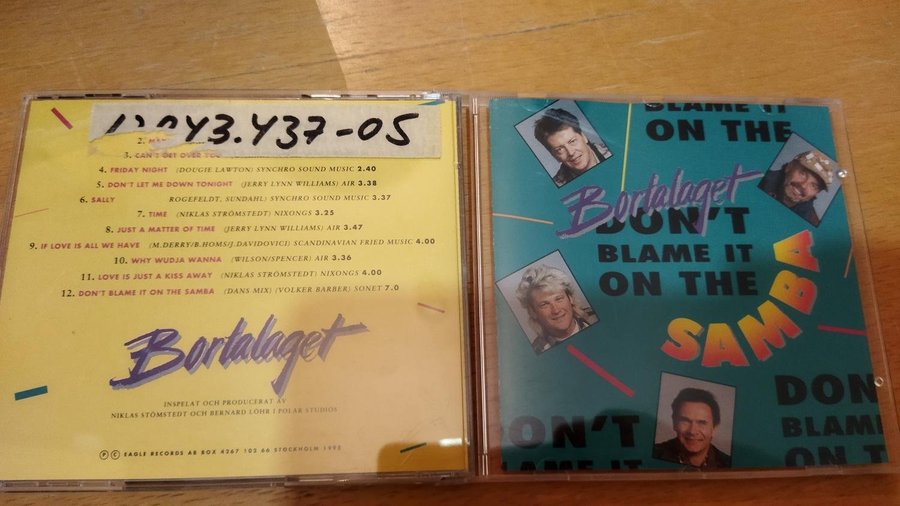 43.437-05
2.
3. CAN'T GET OVER YOU
4. FRIDAY NIGHT (DOUGIE LAWTON) SYNCHRO SOUND MUSIC 2.40
5. DON'T LET ME DOWN TONIGHT (JERRY LYNN WILLIAMS) AIR 3.38
6. SALLY ROGEFELDT, SUNDAHL) SYNCHRO SOUND MUSIC 3.37
7. TIME (NIKLAS STRÖMSTEDT) NIXONGS 3.25
8. JUST A MATTER OF TIME (JERRY LYNN WILLIAMS) AIR 3.47
9. IF LOVE IS ALL WE HAVE (M.DERRY/B.HOMS/J.DAVIDOVICI) SCANDINAVIAN FRIED MUSIC 4.00
10. WHY WUDJA WANNA (WILSON/SPENCER) AIR 3.36
11. LOVE IS JUST A KISS AWAY (NIKLAS STRÖMSTEDT) NIXONGS 4.00
12. DON'T BLAME IT ON THE SAMBA (DANS MIX) (VOLKER BARBER) SONET 7.0
Bortalaget
INSPELAT OCH PRODUCERAT AV
NIKLAS STÖMSTEDT OCH BERNARD LÖHR I POLAR STUDIOS
Ⓟ Ⓒ EAGLE RECORDS AB BOX 4267 102 66 STOCKHOLM 1992
BLAME IT
ON THE
Bortalaget
DON'T
BLAME IT
ON THE
SAMBA
DON'T
BLAME IT
DON
BLAM
ON T